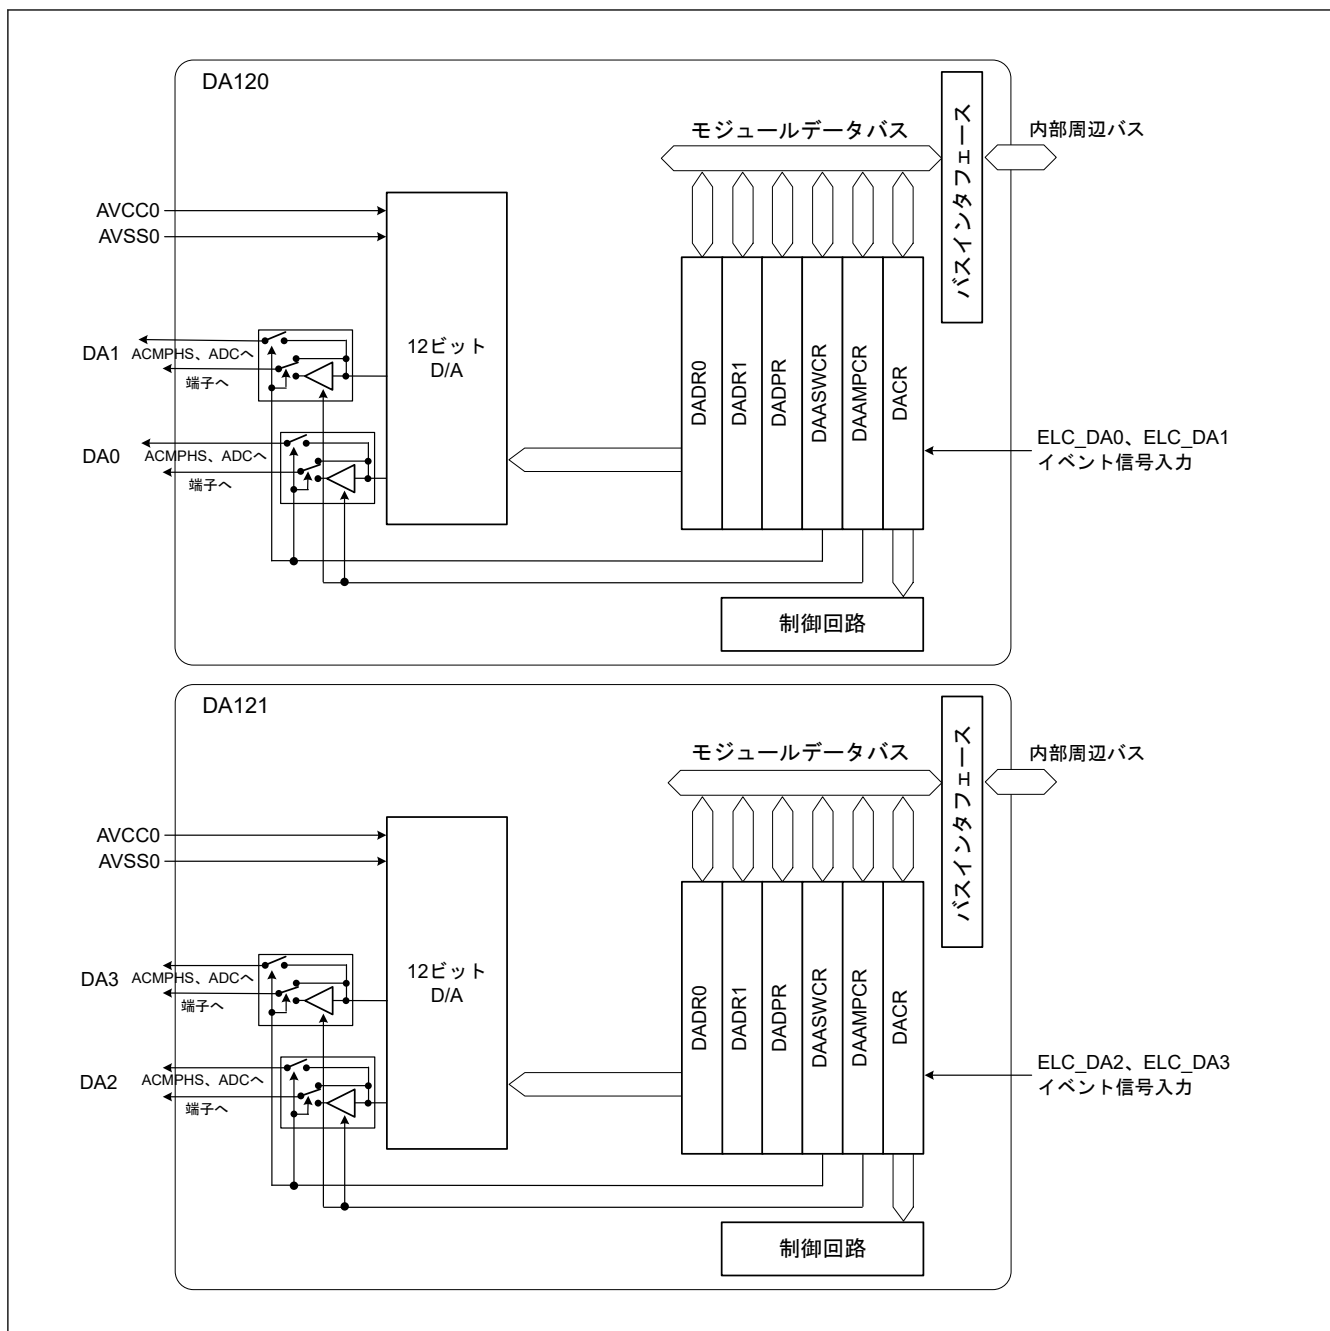 DA120
モジュールデータバス
バスインタフェース
内部周辺バス
AVCC0
AVSS0
12ビット
D/A
DA1
ACMPHS、ADCへ
端子へ
DA0
ACMPHS、ADCへ
端子へ
DADR0
DADR1
DADPR
DAASWCR
DAAMPCR
DACR
ELC_DA0、ELC_DA1
イベント信号入力
制御回路
DA121
モジュールデータバス
バスインタフェース
内部周辺バス
AVCC0
AVSS0
12ビット
D/A
DA3
ACMPHS、ADCへ
端子へ
DA2
ACMPHS、ADCへ
端子へ
DADR0
DADR1
DADPR
DAASWCR
DAAMPCR
DACR
ELC_DA2、ELC_DA3
イベント信号入力
制御回路